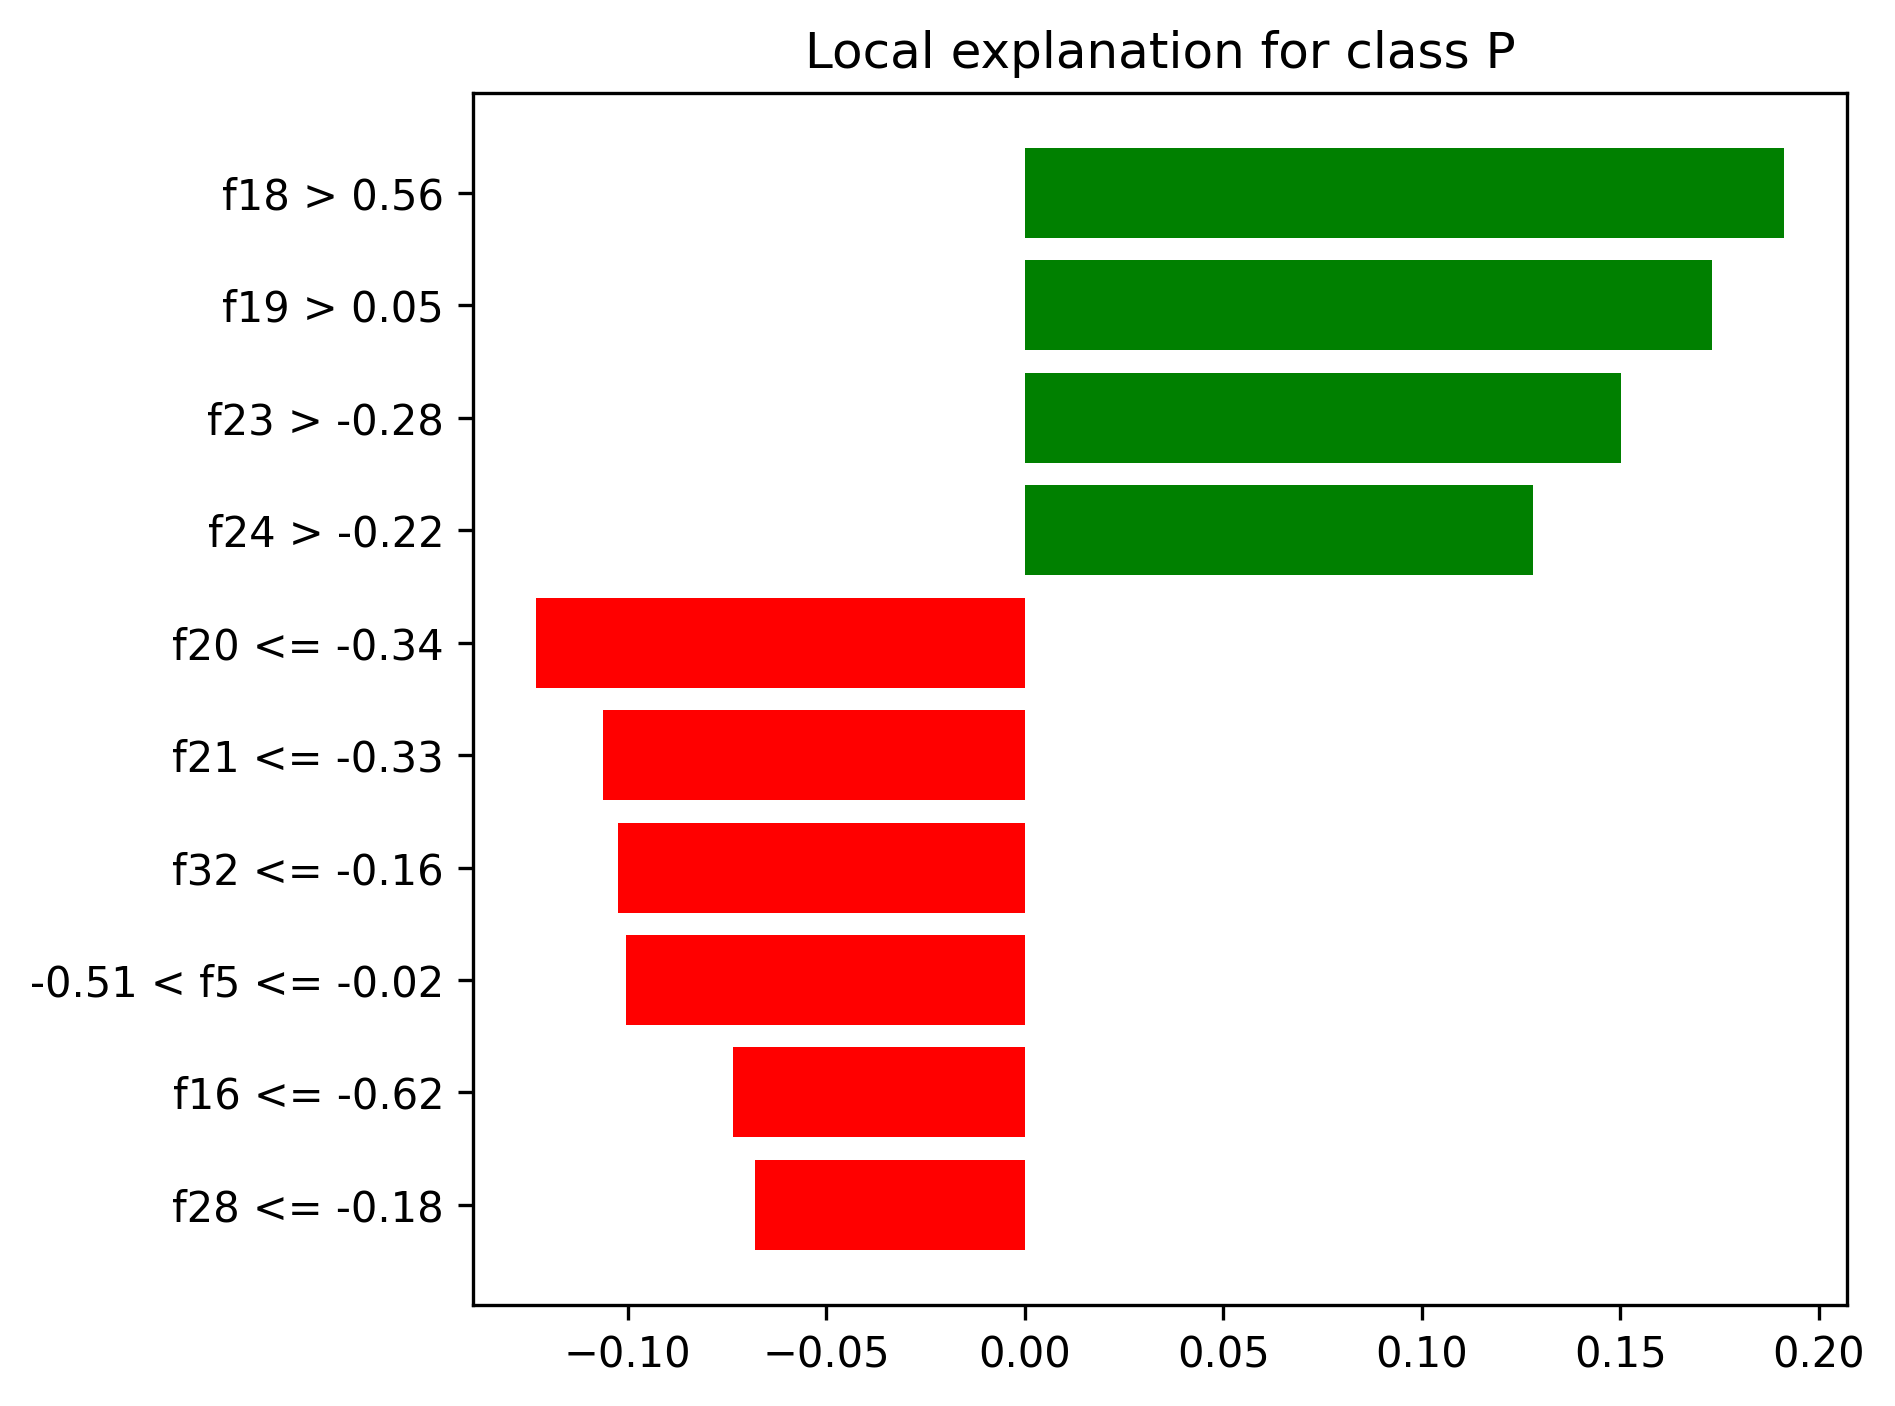 Local explanation for class P
f18 > 0.56
f19 > 0.05
f23 > -0.28
f24 > -0.22
f20 <= -0.34
f21 <= -0.33
f32 <= -0.16
-0.51 < f5 <= -0.02
f16 <= -0.62
f28 <= -0.18
−0.10 −0.05 0.00 0.05 0.10 0.15 0.20